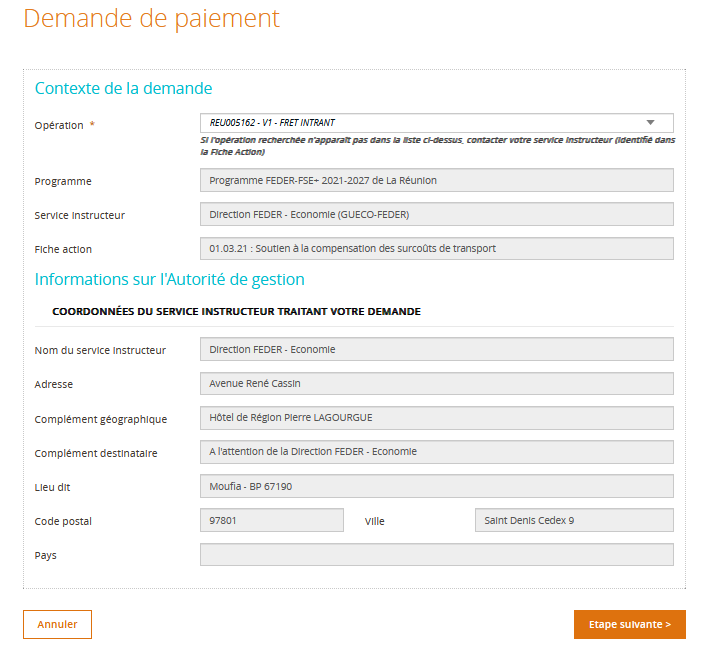 Demande de paiement
Contexte de la demande
Opération *
REU005162 - V1 - FRET INTRANT
Si l'opération recherchée n'apparait pas dans la liste ci-dessus, contacter votre service instructeur (identifié dans
la Fiche Action)
Programme
Programme FEDER-FSE+ 2021-2027 de La Réunion
Service instructeur
Direction FEDER - Economie (GUECO-FEDER)
Fiche action
01.03.21 : Soutien à la compensation des surcoûts de transport
Informations sur l'Autorité de gestion
COORDONNÉES DU SERVICE INSTRUCTEUR TRAITANT VOTRE DEMANDE
Nom du service instructeur
Direction FEDER - Economie
Adresse
Avenue René Cassin
Complément géographique
Hôtel de Région Pierre LAGOURGUE
Complément destinataire
A l'attention de la Direction FEDER - Economie
Lieu dit
Moufia - BP 67190
Code postal
97801
Ville
Saint Denis Cedex 9
Pays
Annuler
Etape suivante >